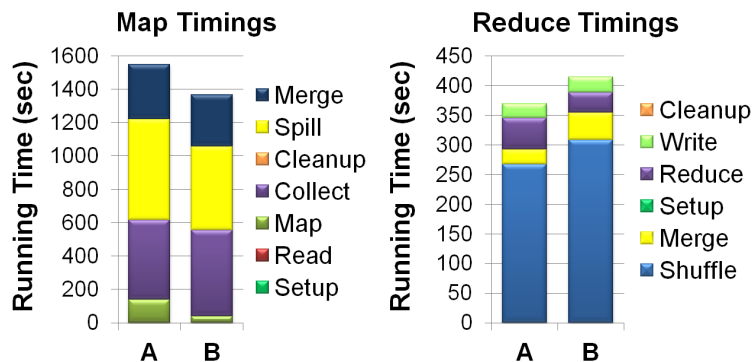 Map Timings
Running Time (sec)
1600
1400
1200
1000
800
600
400
200
0
A B
Merge
Spill
Cleanup
Collect
Map
Read
Setup
Reduce Timings
Running Time (sec)
450
400
350
300
250
200
150
100
50
0
A B
Cleanup
Write
Reduce
Setup
Merge
Shuffle